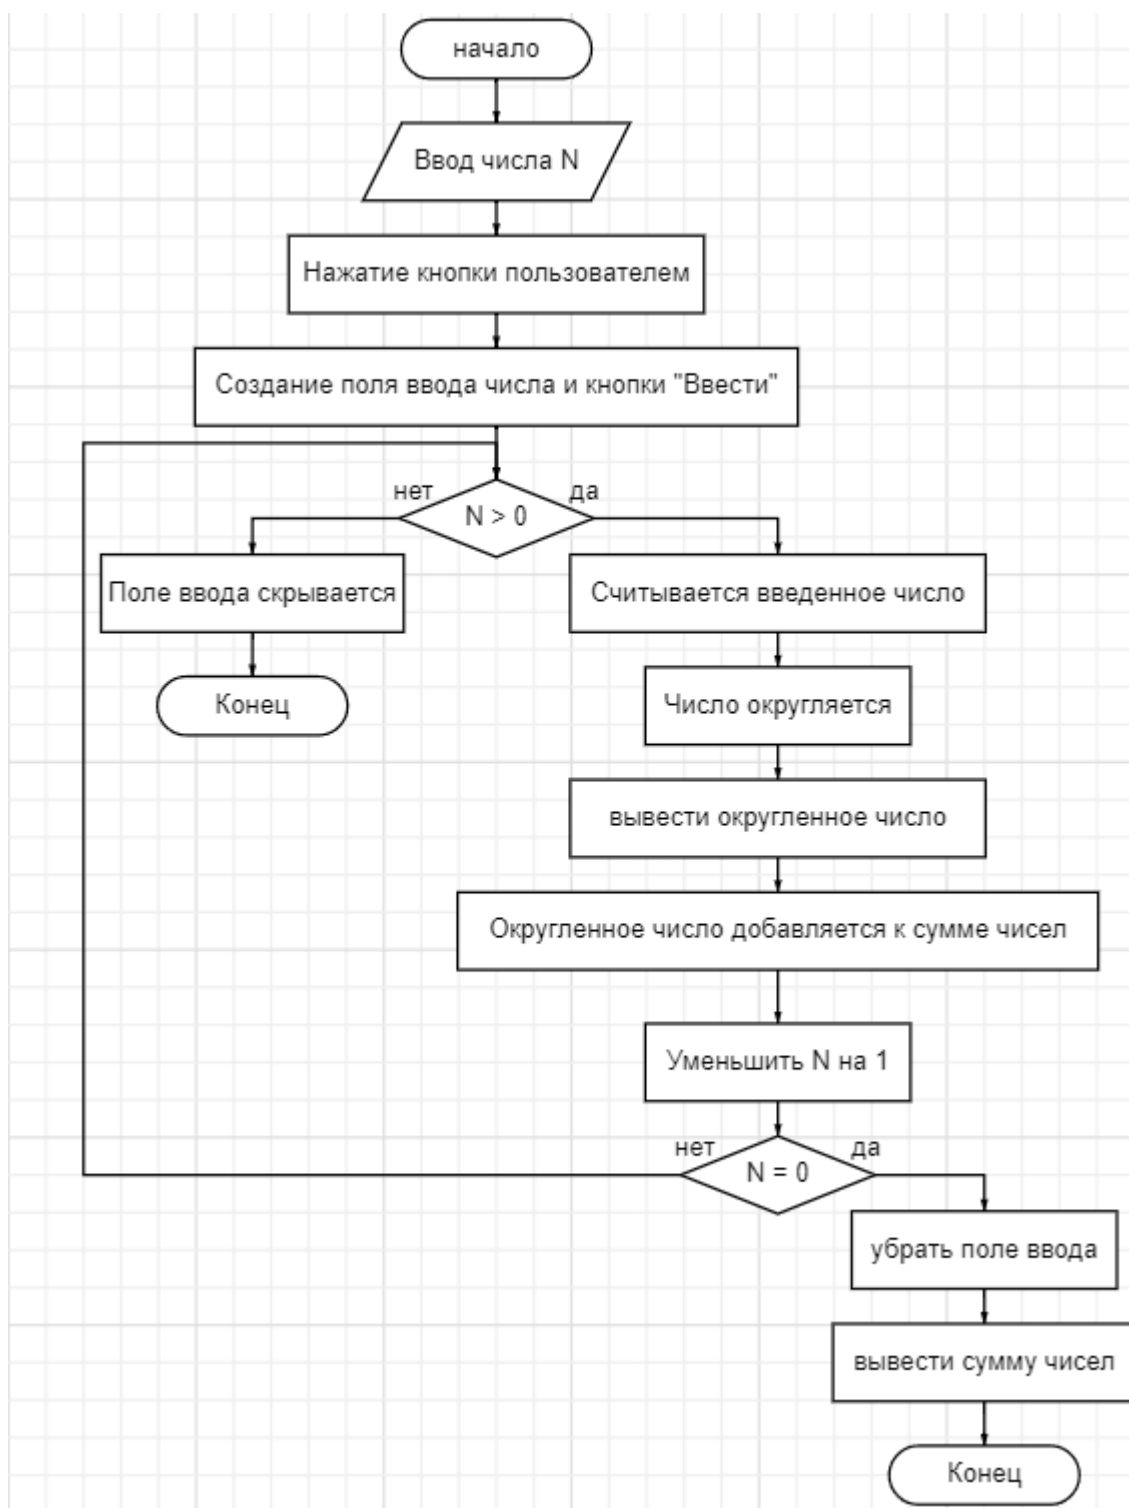 начало
Ввод числа N
Нажатие кнопки пользователем
Создание поля ввода числа и кнопки "Ввести"
нет
да
N > 0
Поле ввода скрывается
Считывается введенное число
Конец
Число округляется
вывести округленное число
Округленное число добавляется к сумме чисел
Уменьшить N на 1
нет
да
N = 0
убрать поле ввода
вывести сумму чисел
Конец